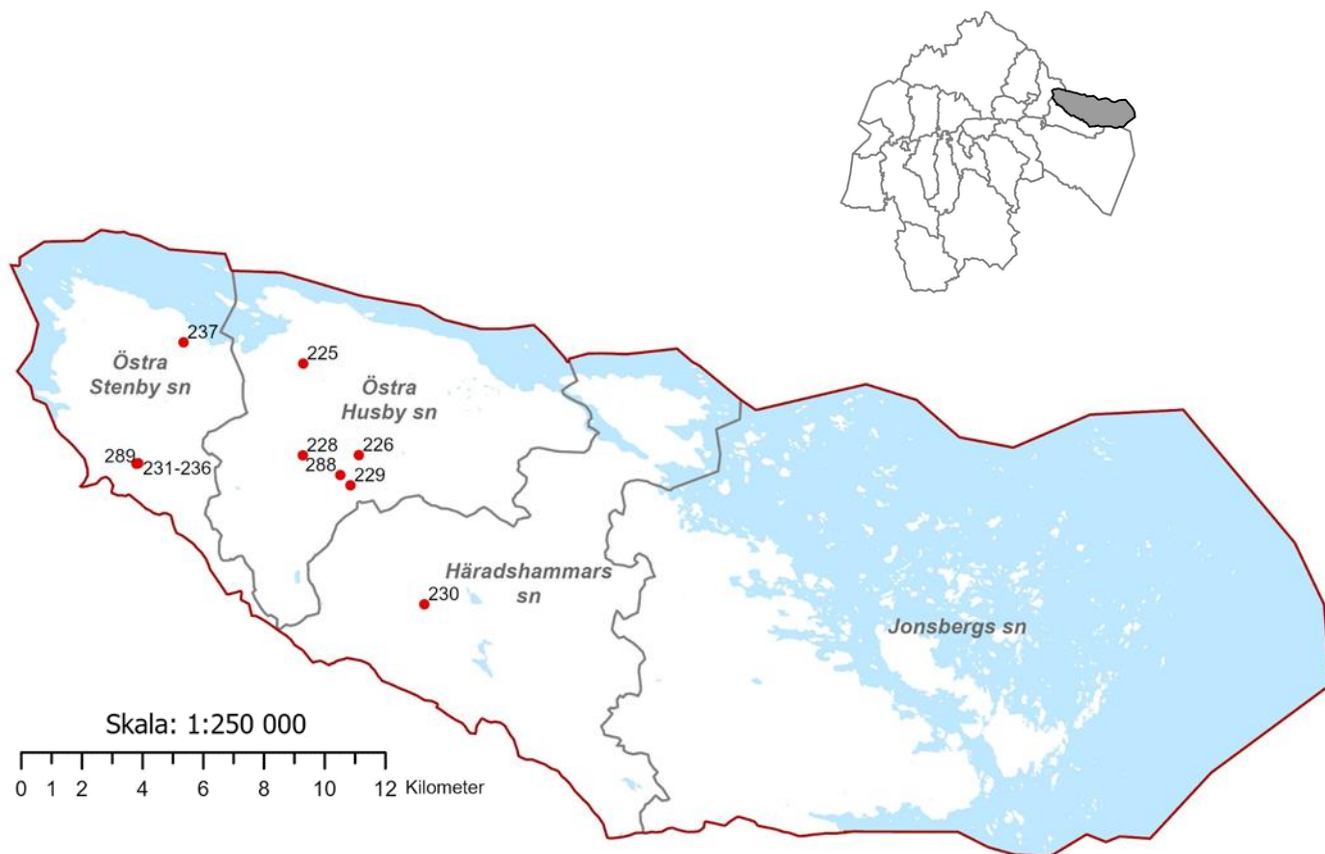 237
225
Östra
Stenby sn
Östra
Husby sn
228
226
289
231-236
288
229
Häradshammars
sn
230
Jonsbergs sn
Skala: 1:250 000
0 1 2 4 6 8 10 12 Kilometer